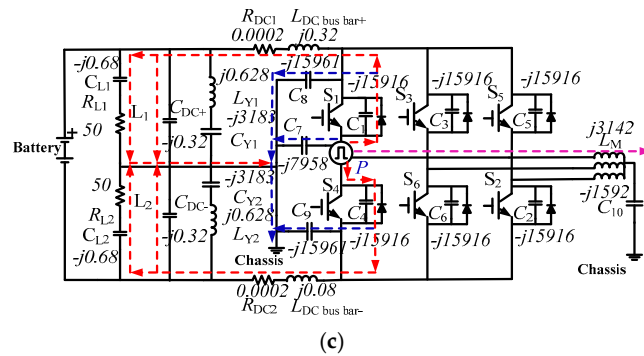 R_DC1 L_DC bus bar+
0.0002 j0.32
-j0.68 -j15961
C_L1 j0.628 -j15916 -j15916 -j15916
R_L1 L_1 C_DC+ L_Y1 C_8 S_1 S_3 S_5
-j3183 C_7 C_1 C_3 C_5 j3142
50 -j0.32 C_Y1 L_M
Battery + -j7958
50 L_2 -j3183 P -j1592
R_L2 C_DC- C_Y2 S_4 S_6 S_2 C_10
C_L2 -j0.32 j0.628 C_9 C_4 C_6 C_2
-j0.68 L_Y2
Chassis -j15961 -j15916 -j15916 -j15916 Chassis
0.0002 j0.08
R_DC2 L_DC bus bar-
(c)